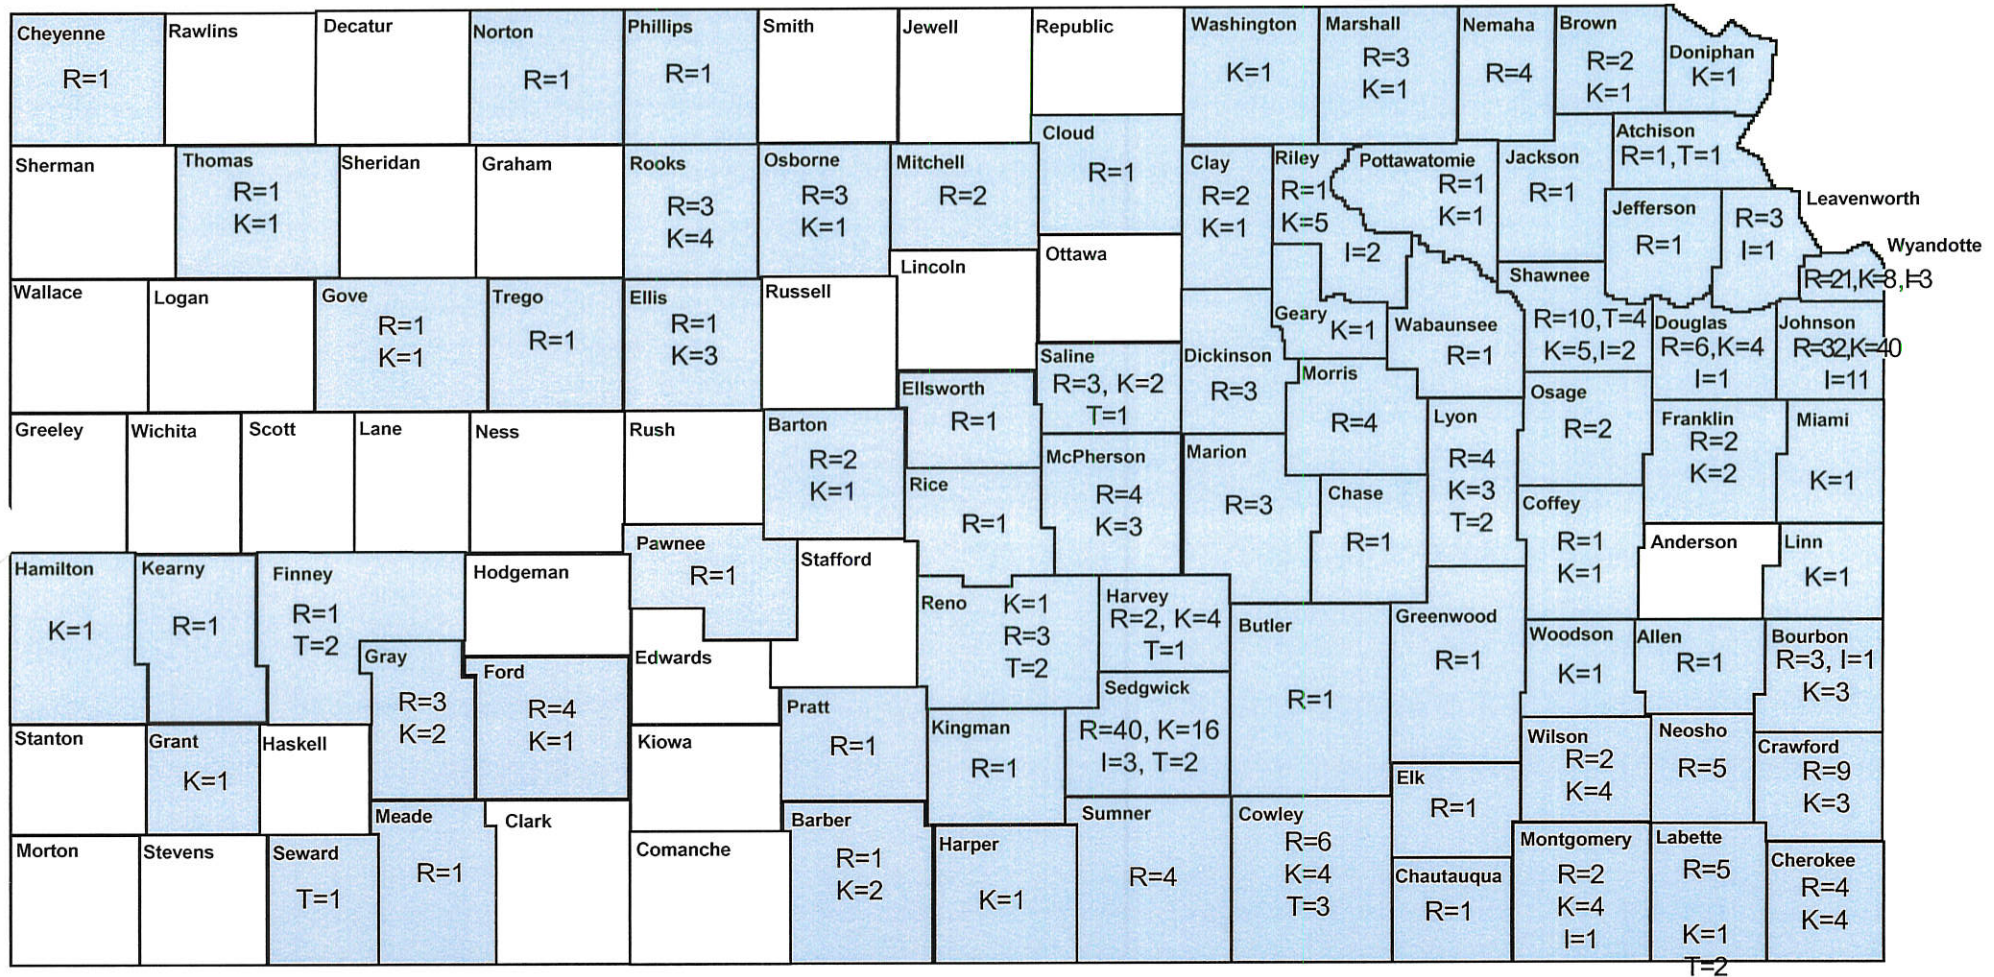 Cheyenne
R=1
Rawlins
Decatur
Norton
R=1
Phillips
R=1
Smith
Jewell
Republic
Washington
K=1
Marshall
R=3
K=1
Nemaha
R=4
Brown
R=2
K=1
Doniphan
K=1
Sherman
Thomas
R=1
K=1
Sheridan
Graham
Rooks
R=3
K=4
Osborne
R=3
K=1
Mitchell
R=2
Cloud
R=1
Clay
R=2
K=1
Riley
R=1
K=5
I=2
Pottawatomie
R=1
K=1
Jackson
R=1
Atchison
R=1,T=1
Jefferson
R=1
Leavenworth
R=3
I=1
Wyandotte
R=21,K=8,I=3
Wallace
Logan
Gove
R=1
K=1
Trego
R=1
Ellis
R=1
K=3
Russell
Lincoln
Ottawa
Saline
R=3, K=2
T=1
Dickinson
R=3
Geary
K=1
Wabaunsee
R=1
Shawnee
R=10,T=4
K=5,I=2
Douglas
R=6,K=4
I=1
Johnson
R=32,K=40
I=11
Greeley
Wichita
Scott
Lane
Ness
Rush
Barton
R=2
K=1
Ellsworth
R=1
Rice
R=1
McPherson
R=4
K=3
Marion
R=3
Morris
R=4
Chase
R=1
Lyon
R=4
K=3
T=2
Osage
R=2
Coffey
R=1
K=1
Franklin
R=2
K=2
Miami
K=1
Anderson
Linn
K=1
Hamilton
K=1
Kearny
R=1
Finney
R=1
T=2
Hodgeman
Pawnee
R=1
Stafford
Edwards
Gray
R=3
K=2
Ford
R=4
K=1
Reno
K=1
R=3
T=2
Harvey
R=2, K=4
T=1
Sedgwick
R=40, K=16
I=3, T=2
Butler
R=1
Greenwood
R=1
Woodson
K=1
Allen
R=1
Bourbon
R=3, I=1
K=3
Stanton
Grant
K=1
Haskell
Kiowa
Pratt
R=1
Kingman
R=1
Elk
R=1
Wilson
R=2
K=4
Neosho
R=5
Crawford
R=9
K=3
Morton
Stevens
Seward
T=1
Meade
R=1
Clark
Comanche
Barber
R=1
K=2
Harper
K=1
Sumner
R=4
Cowley
R=6
K=4
T=3
Chautauqua
R=1
Montgomery
R=2
K=4
I=1
Labette
R=5
K=1
T=2
Cherokee
R=4
K=4